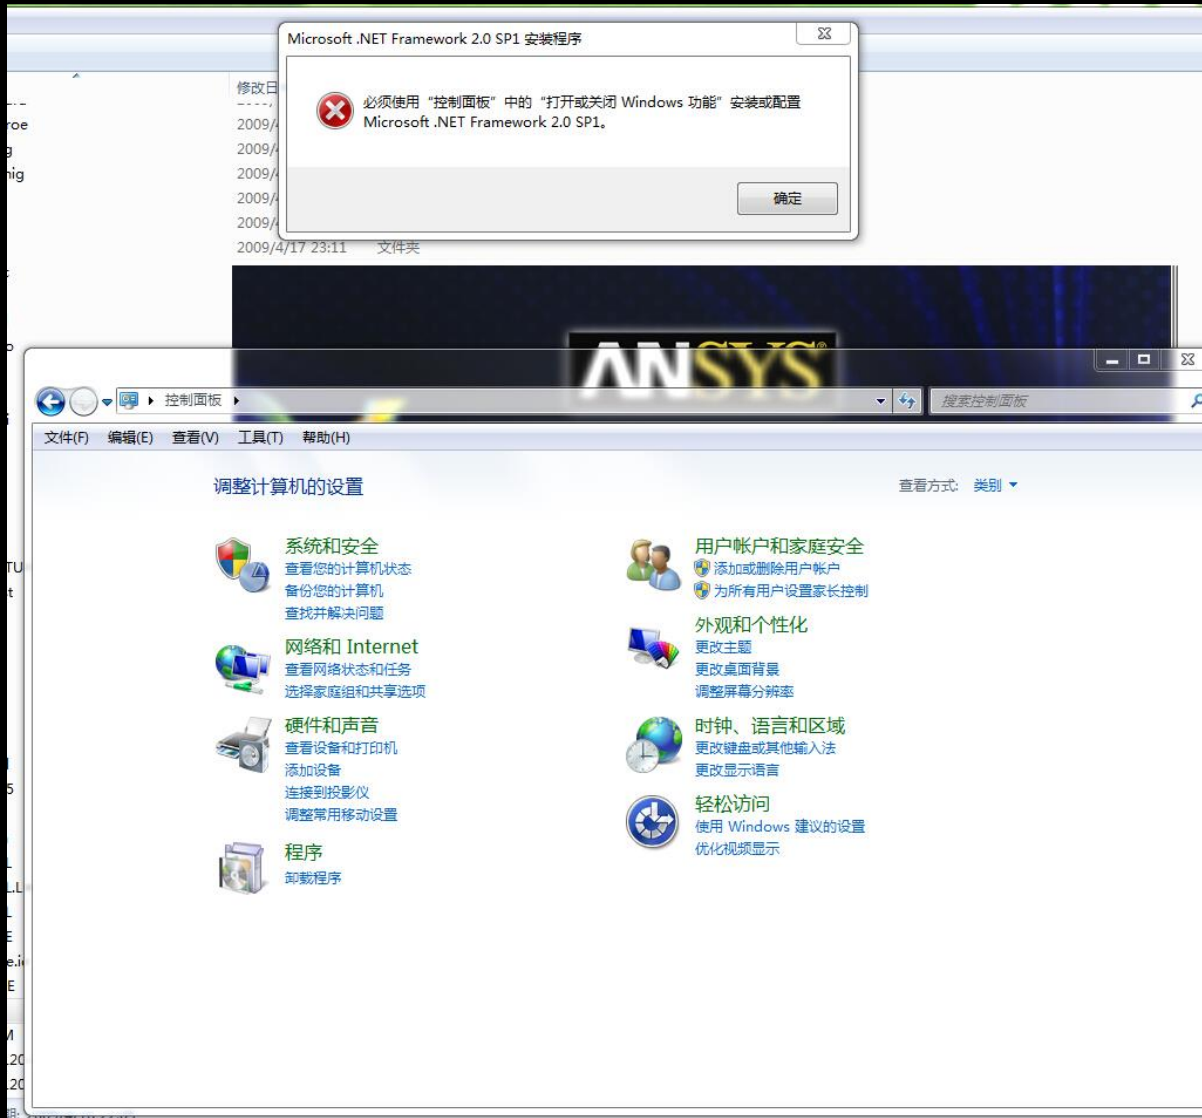 Microsoft .NET Framework 2.0 SP1 安装程序
必须使用“控制面板”中的“打开或关闭 Windows 功能”安装或配置
Microsoft .NET Framework 2.0 SP1。
确定
修改日
roe
2009/
2009/
nig
2009/
2009/
2009/
2009/4/17 23:11 文件夹
ANSYS
控制面板
搜索控制面板
文件(F) 编辑(E) 查看(V) 工具(T) 帮助(H)
调整计算机的设置
查看方式: 类别
系统和安全
查看您的计算机状态
备份您的计算机
查找并解决问题
网络和 Internet
查看网络状态和任务
选择家庭组和共享选项
硬件和声音
查看设备和打印机
添加设备
连接到投影仪
调整常用移动设置
程序
卸载程序
用户帐户和家庭安全
添加或删除用户帐户
为所有用户设置家长控制
外观和个性化
更改主题
更改桌面背景
调整屏幕分辨率
时钟、语言和区域
更改键盘或其他输入法
更改显示语言
轻松访问
使用 Windows 建议的设置
优化视频显示